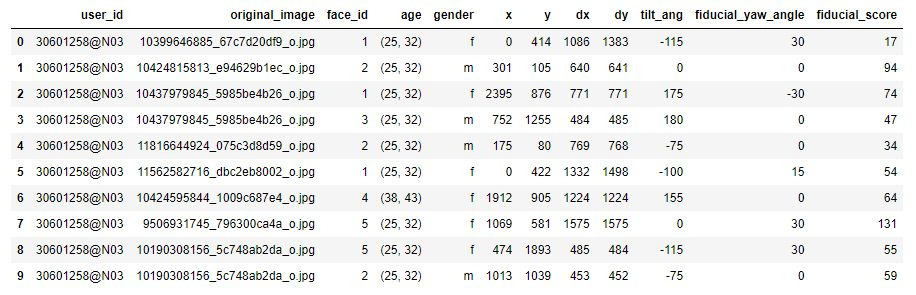 user_id original_image face_id age gender x y dx dy tilt_ang fiducial_yaw_angle fiducial_score
0 30601258@N03 10399646885_67c7d20df9_o.jpg 1 (25, 32) f 0 414 1086 1383 -115 30 17
1 30601258@N03 10424815813_e94629b1ec_o.jpg 2 (25, 32) m 301 105 640 641 0 0 94
2 30601258@N03 10437979845_5985be4b26_o.jpg 1 (25, 32) f 2395 876 771 771 175 -30 74
3 30601258@N03 10437979845_5985be4b26_o.jpg 3 (25, 32) m 752 1255 484 485 180 0 47
4 30601258@N03 11816644924_075c3d8d59_o.jpg 2 (25, 32) m 175 80 769 768 -75 0 34
5 30601258@N03 11562582716_dbc2eb8002_o.jpg 1 (25, 32) f 0 422 1332 1498 -100 15 54
6 30601258@N03 10424595844_1009c687e4_o.jpg 4 (38, 43) f 1912 905 1224 1224 155 0 64
7 30601258@N03 9506931745_796300ca4a_o.jpg 5 (25, 32) f 1069 581 1575 1575 0 30 131
8 30601258@N03 10190308156_5c748ab2da_o.jpg 5 (25, 32) f 474 1893 485 484 -115 30 55
9 30601258@N03 10190308156_5c748ab2da_o.jpg 2 (25, 32) m 1013 1039 453 452 -75 0 59